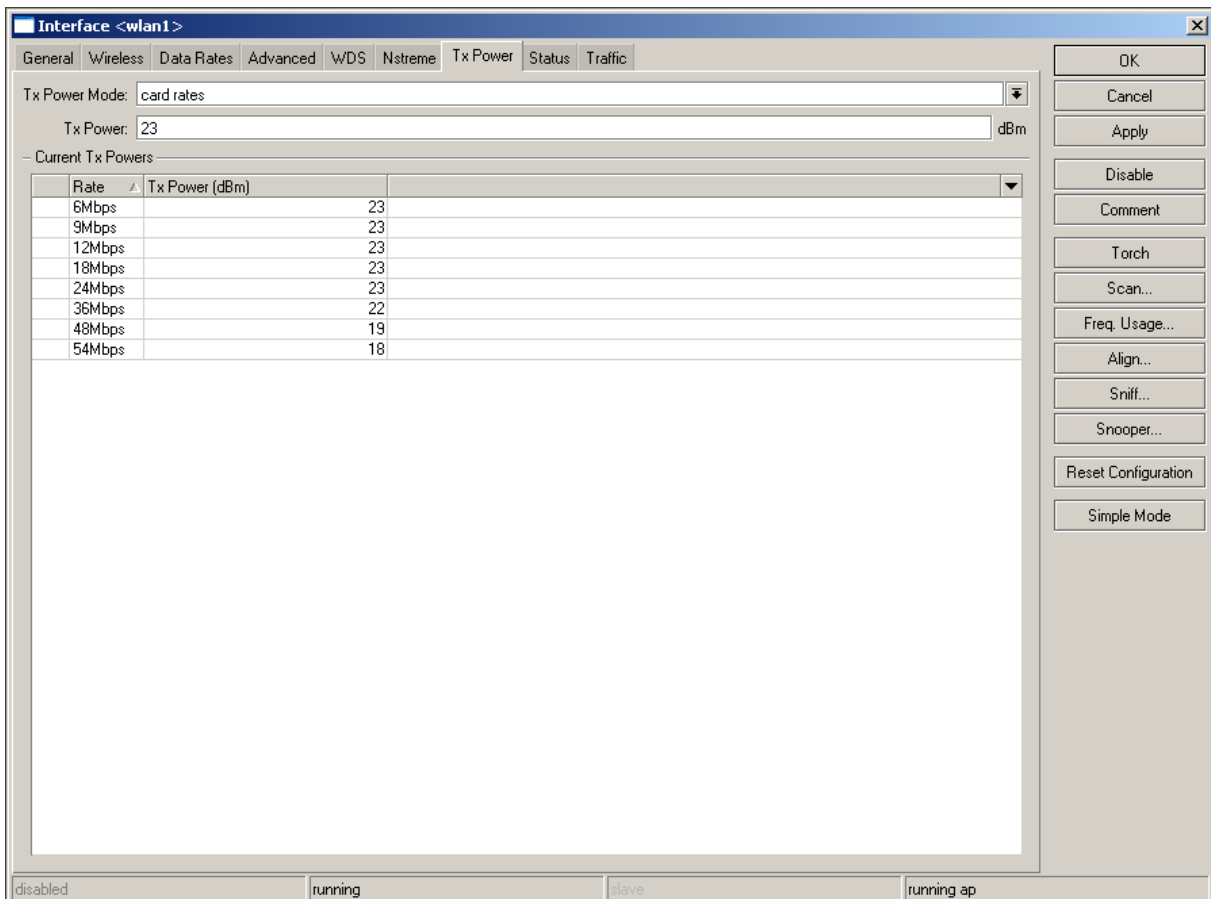 Interface <wlan1>
General Wireless Data Rates Advanced WDS Nstreme Tx Power Status Traffic
Tx Power Mode: card rates
Tx Power: 23 dBm
Current Tx Powers
Rate Tx Power (dBm)
6Mbps 23
9Mbps 23
12Mbps 23
18Mbps 23
24Mbps 23
36Mbps 22
48Mbps 19
54Mbps 18
OK
Cancel
Apply
Disable
Comment
Torch
Scan...
Freq. Usage...
Align...
Sniff...
Snooper...
Reset Configuration
Simple Mode
disabled running slave running ap